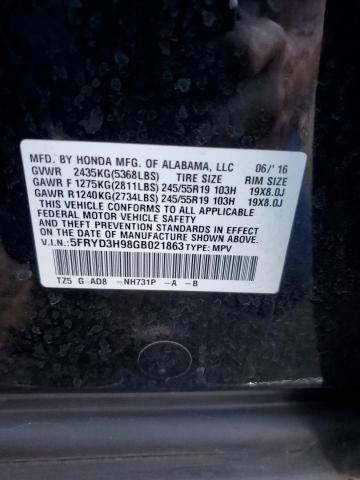 MFD. BY HONDA MFG. OF ALABAMA, LLC 06/'16
GVWR 2435KG(5368LBS) TIRE SIZE RIM SIZE
GAWR F 1275KG(2811LBS) 245/55R19 103H 19X8.0J
GAWR R 1240KG(2734LBS) 245/55R19 103H 19X8.0J
THIS VEHICLE CONFORMS TO ALL APPLICABLE
FEDERAL MOTOR VEHICLE SAFETY AND THEFT
PREVENTION STANDARDS IN EFFECT ON THE
DATE OF MANUFACTURE SHOWN ABOVE.
V.I.N.:5FRYD3H98GB021863 TYPE: MPV
TZ5 G AD8 -NH731P -A -B